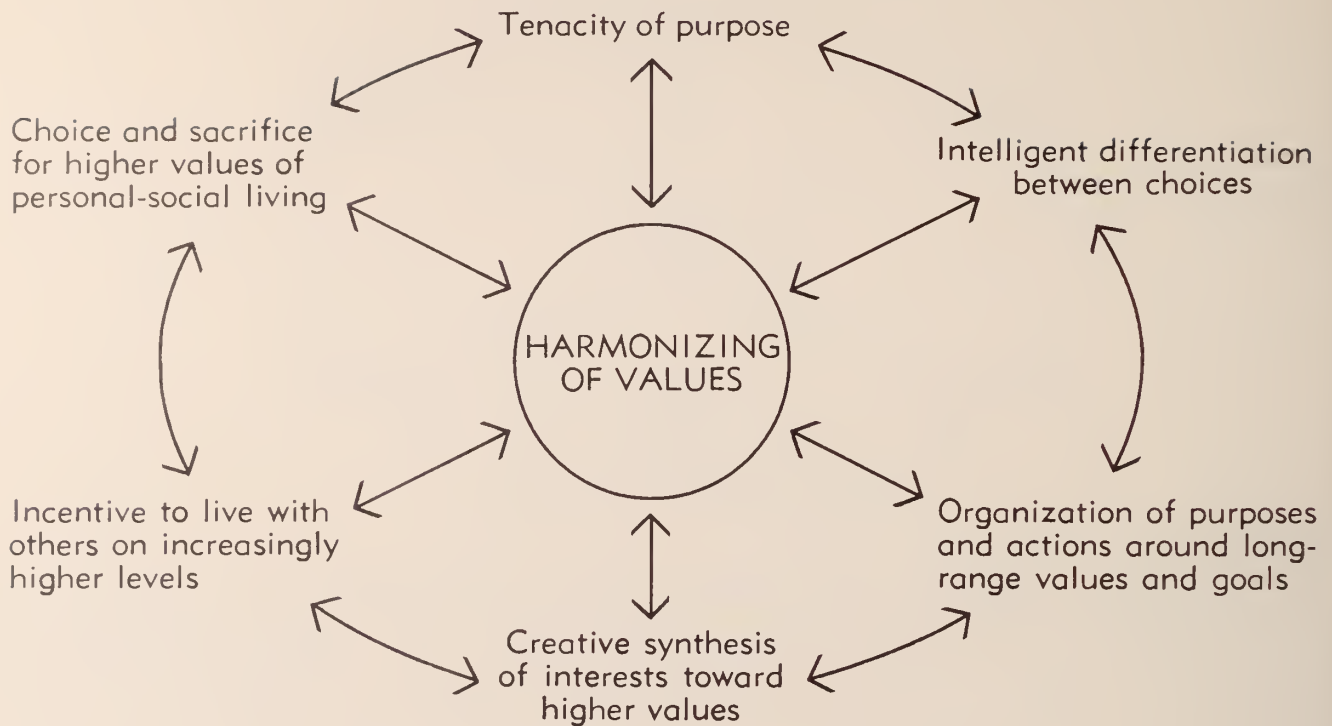 Tenacity of purpose
Choice and sacrifice
for higher values of
personal-social living
Intelligent differentiation
between choices
HARMONIZING
OF VALUES
Incentive to live with
others on increasingly
higher levels
Organization of purposes
and actions around long-
range values and goals
Creative synthesis
of interests toward
higher values